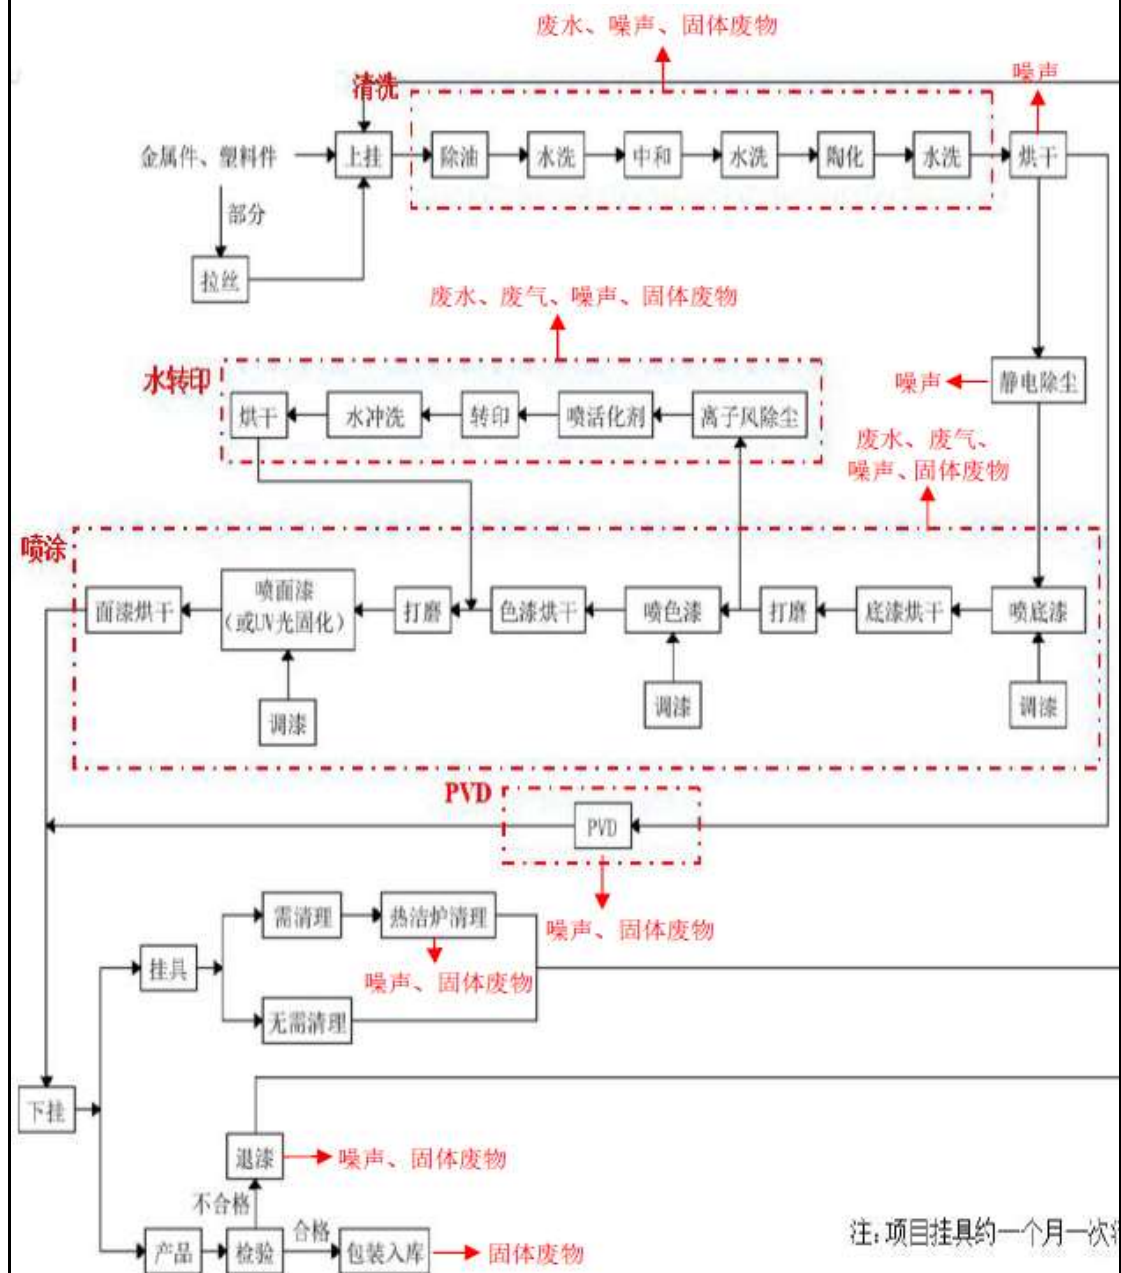 废水、噪声、固体废物
清洗
噪声
金属件、塑料件
上挂
除油
水洗
中和
水洗
陶化
水洗
烘干
部分
拉丝
废水、废气、噪声、固体废物
水转印
烘干
水冲洗
转印
喷活化剂
离子风除尘
噪声
静电除尘
废水、废气、
噪声、固体废物
喷涂
面漆烘干
喷面漆
（或UV光固化）
打磨
色漆烘干
喷色漆
打磨
底漆烘干
喷底漆
调漆
调漆
调漆
PVD
PVD
噪声、固体废物
需清理
热洁炉清理
噪声、固体废物
挂具
无需清理
下挂
退漆
噪声、固体废物
不合格
合格
产品
检验
包装入库
固体废物
注：项目挂具约一个月一次